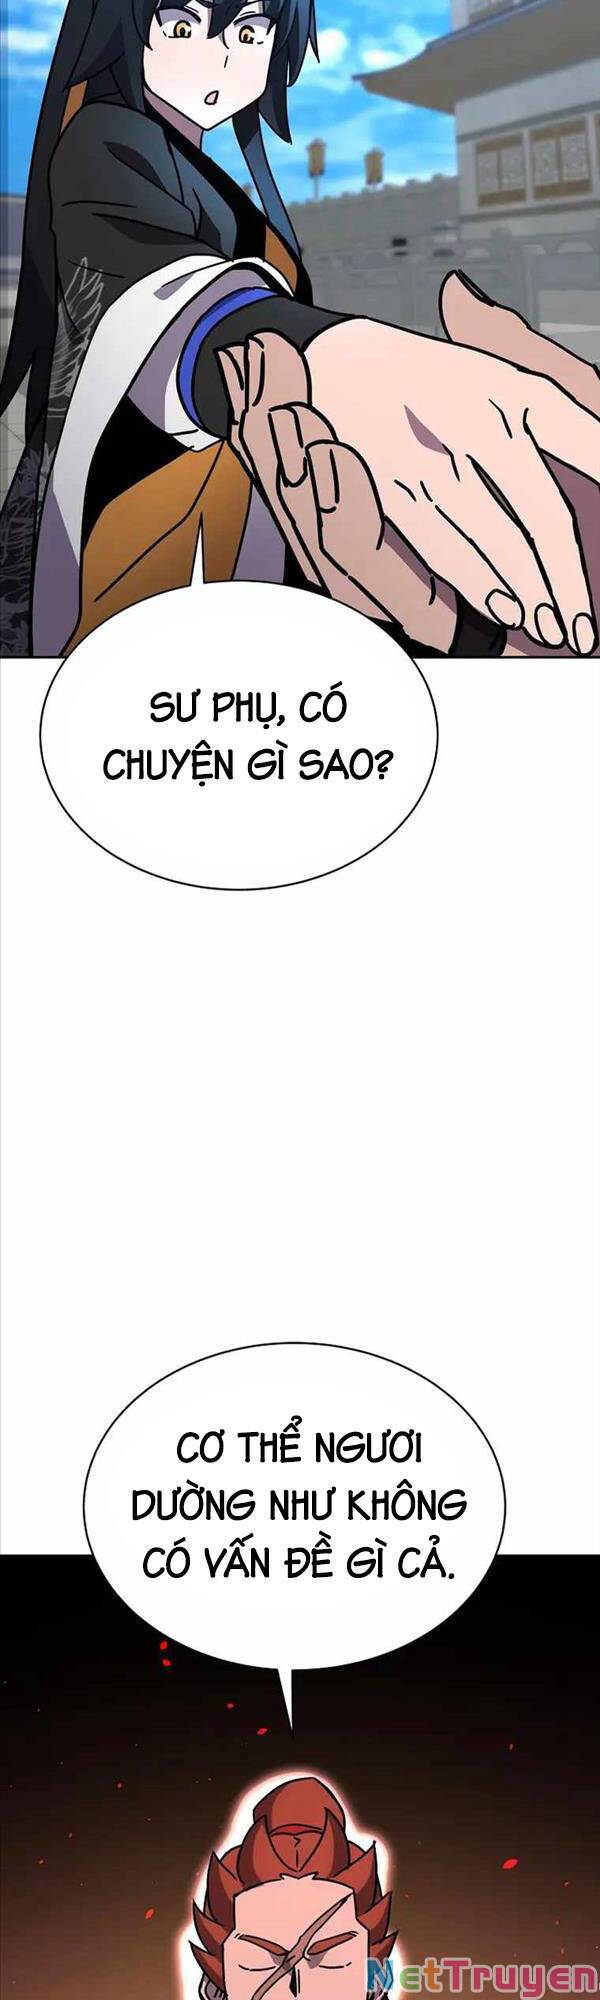 SƯ PHỤ, CÓ
CHUYỆN GÌ SAO?
CƠ THỂ NGƯƠI
DƯỜNG NHƯ KHÔNG
CÓ VẤN ĐỀ GÌ CẢ.
NetTruyen